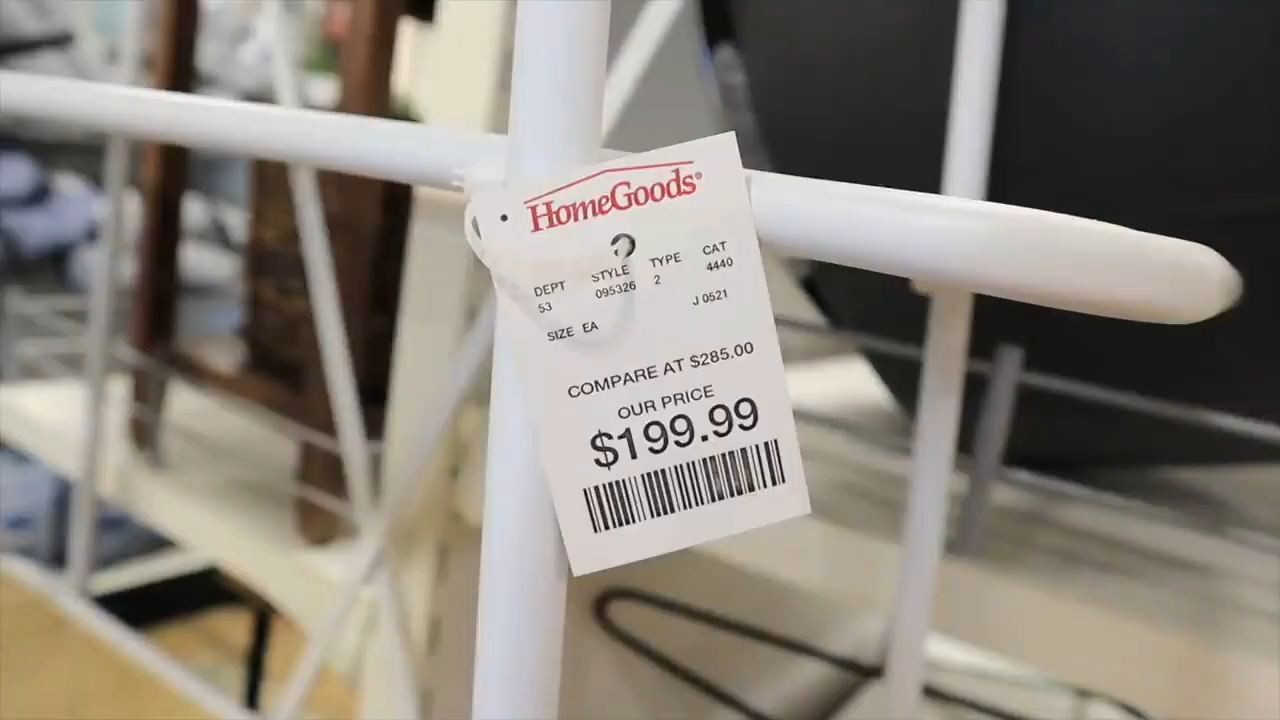 HomeGoods®
DEPT STYLE TYPE CAT
53 095326 2 4440
J 0521
SIZE EA
COMPARE AT $285.00
OUR PRICE
$199.99